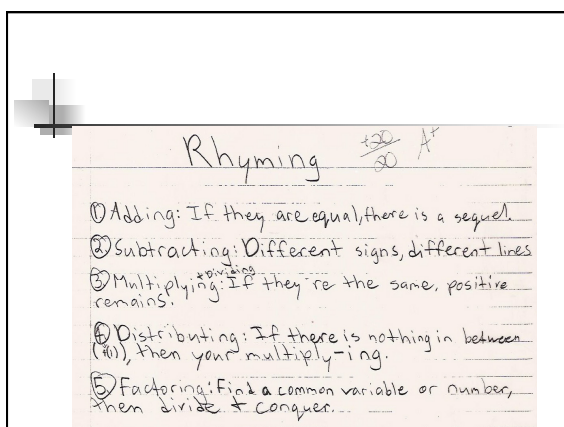 Rhyming +20/20 A+
① Adding: If they are equal, there is a sequel.
② Subtracting: Different signs, different lines
+ Dividing
③ Multiplying: If they're the same, positive
remains.
④ Distributing: If there is nothing in between
(#()), then your multiply-ing.
⑤ Factoring: Find a common variable or number,
then divide + conquer.